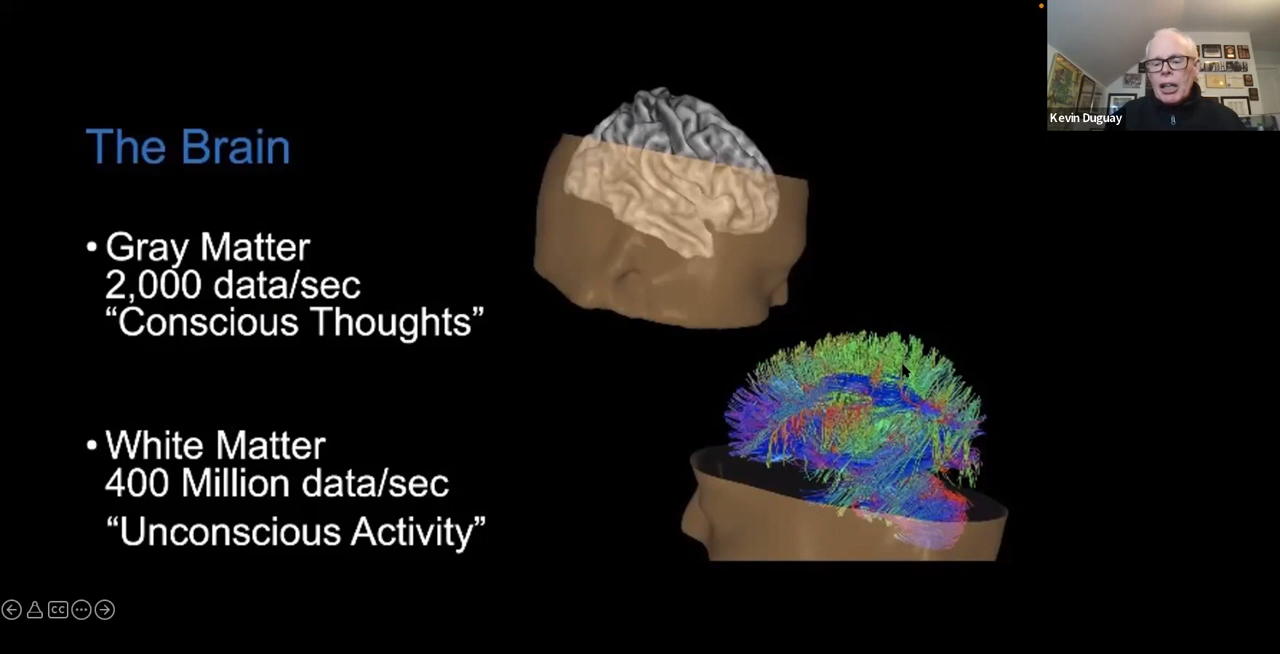 The Brain
• Gray Matter
2,000 data/sec
“Conscious Thoughts”
• White Matter
400 Million data/sec
“Unconscious Activity”
Kevin Duguay
CC